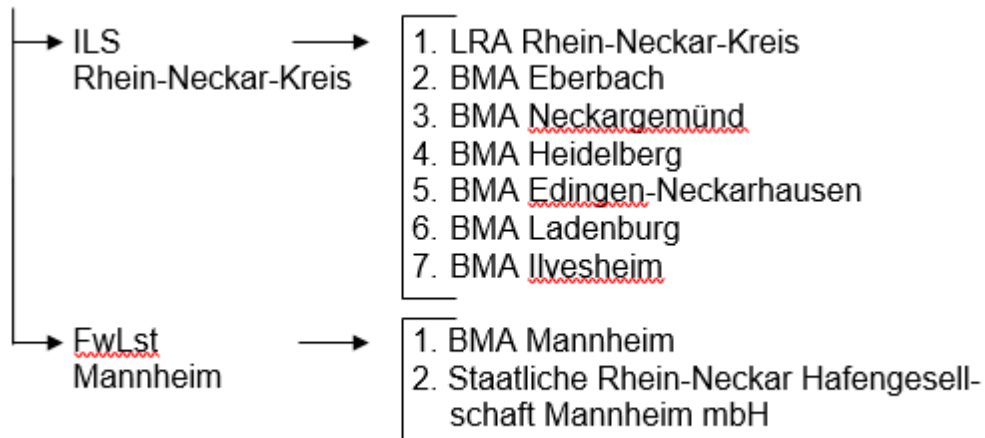 ILS
Rhein-Neckar-Kreis
1. LRA Rhein-Neckar-Kreis
2. BMA Eberbach
3. BMA Neckargemünd
4. BMA Heidelberg
5. BMA Edingen-Neckarhausen
6. BMA Ladenburg
7. BMA Ilvesheim
FwLst
Mannheim
1. BMA Mannheim
2. Staatliche Rhein-Neckar Hafengesell-
schaft Mannheim mbH